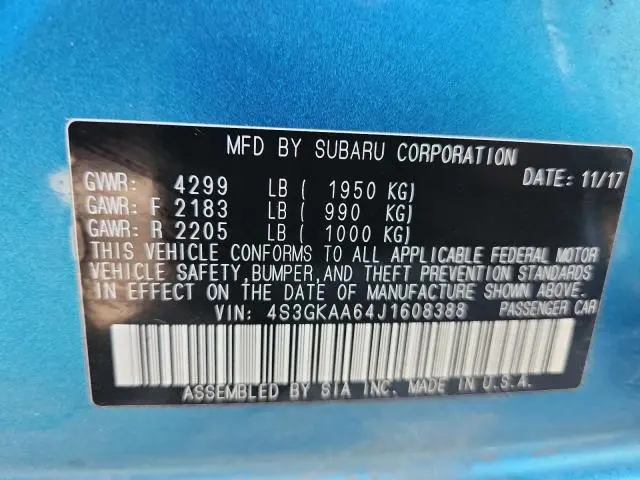 MFD BY SUBARU CORPORATION
DATE: 11/17
GVWR: 4299 LB ( 1950 KG)
GAWR: F 2183 LB ( 990 KG)
GAWR: R 2205 LB ( 1000 KG)
THIS VEHICLE CONFORMS TO ALL APPLICABLE FEDERAL MOTOR
VEHICLE SAFETY, BUMPER, AND THEFT PREVENTION STANDARDS
IN EFFECT ON THE DATE OF MANUFACTURE SHOWN ABOVE.
VIN: 4S3GKAA64J1608388 PASSENGER CAR
ASSEMBLED BY SIA INC. MADE IN U.S.A.